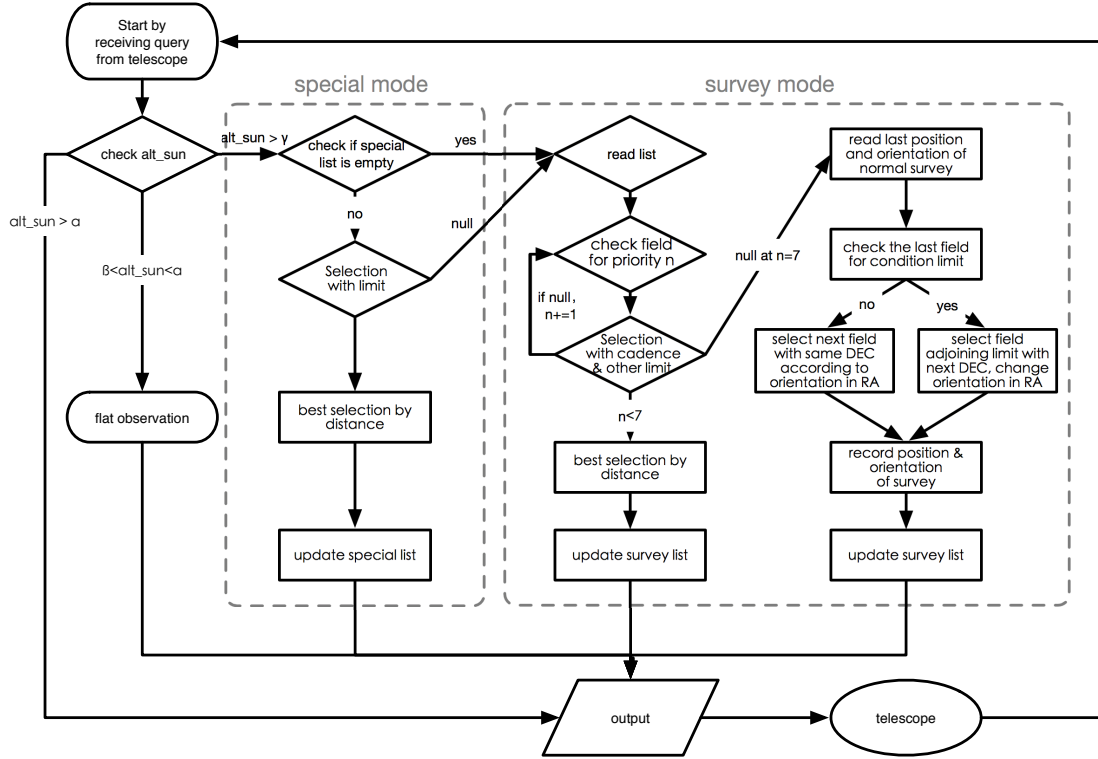 Start by
receiving query
from telescope
special mode
survey mode
check alt_sun
alt_sun > γ
check if special
list is empty
yes
read list
read last position
and orientation of
normal survey
alt_sun > a
no
null
check field
for priority n
null at n=7
check the last field
for condition limit
ß<alt_sun<a
Selection
with limit
if null,
n+=1
no
yes
Selection
with cadence
& other limit
select next field
with same DEC
according to
orientation in RA
select field
adjoining limit with
next DEC, change
orientation in RA
flat observation
best selection by
distance
n<7
best selection by
distance
record position &
orientation
of survey
update special list
update survey list
update survey list
output
telescope